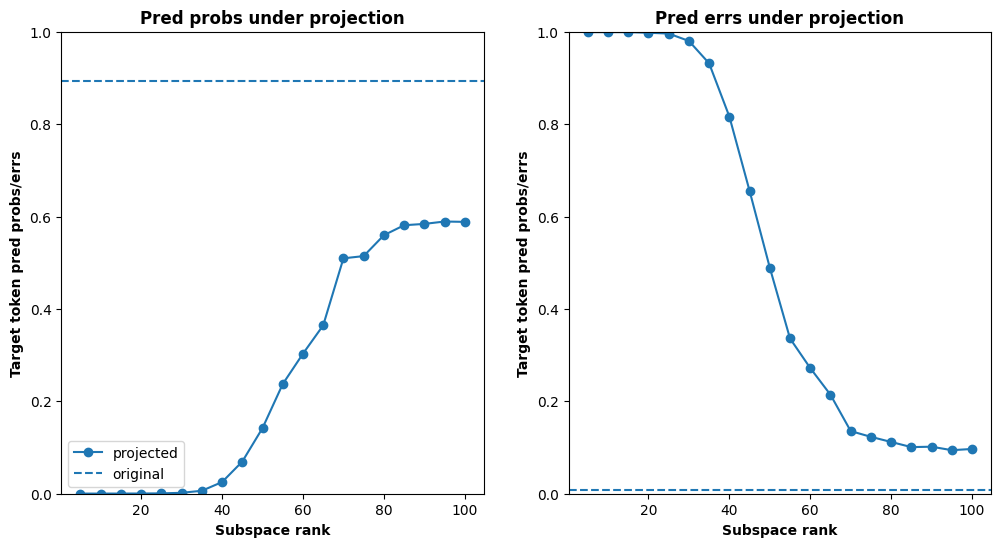 Pred probs under projection
Target token pred probs/errs
1.0
0.8
0.6
0.4
0.2
0.0
projected
original
20
40
60
80
100
Subspace rank
Pred errs under projection
Target token pred probs/errs
1.0
0.8
0.6
0.4
0.2
0.0
20
40
60
80
100
Subspace rank